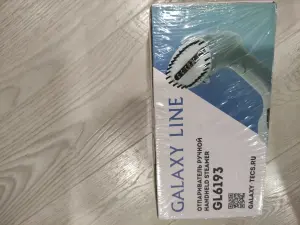 GALAXY LINE
ОТПАРИВАТЕЛЬ РУЧНОЙ
HANDHELD STEAMER
GL6193
GALAXY-TECS.RU